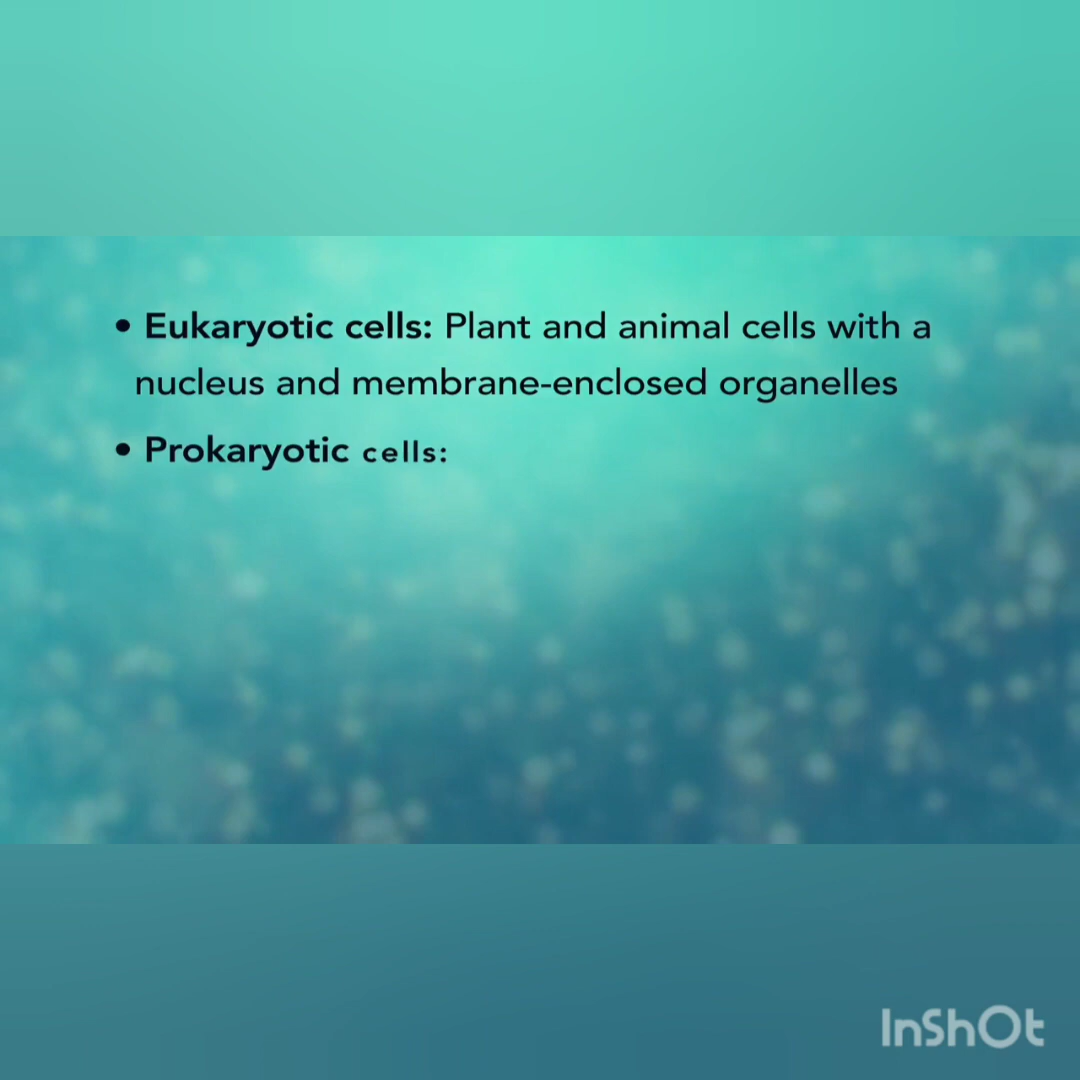 • Eukaryotic cells: Plant and animal cells with a
nucleus and membrane-enclosed organelles
• Prokaryotic cells:
InShOt